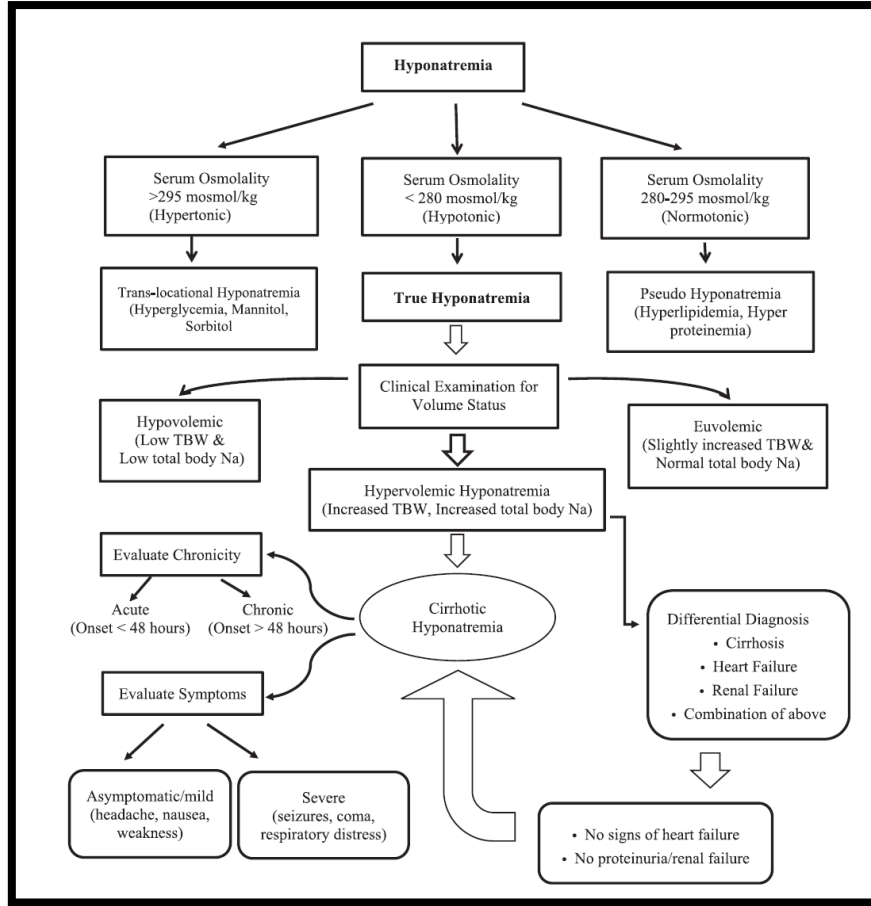 Hyponatremia
Serum Osmolality
>295 mosmol/kg
(Hypertonic)
Serum Osmolality
< 280 mosmol/kg
(Hypotonic)
Serum Osmolality
280-295 mosmol/kg
(Normotonic)
Trans-locational Hyponatremia
(Hyperglycemia, Mannitol,
Sorbitol
True Hyponatremia
Pseudo Hyponatremia
(Hyperlipidemia, Hyper
proteinemia)
Clinical Examination for
Volume Status
Hypovolemic
(Low TBW &
Low total body Na)
Euvolemic
(Slightly increased TBW&
Normal total body Na)
Hypervolemic Hyponatremia
(Increased TBW, Increased total body Na)
Evaluate Chronicity
Acute
(Onset < 48 hours)
Chronic
(Onset > 48 hours)
Cirrhotic
Hyponatremia
Differential Diagnosis
• Cirrhosis
• Heart Failure
• Renal Failure
• Combination of above
Evaluate Symptoms
Asymptomatic/mild
(headache, nausea,
weakness)
Severe
(seizures, coma,
respiratory distress)
• No signs of heart failure
• No proteinuria/renal failure